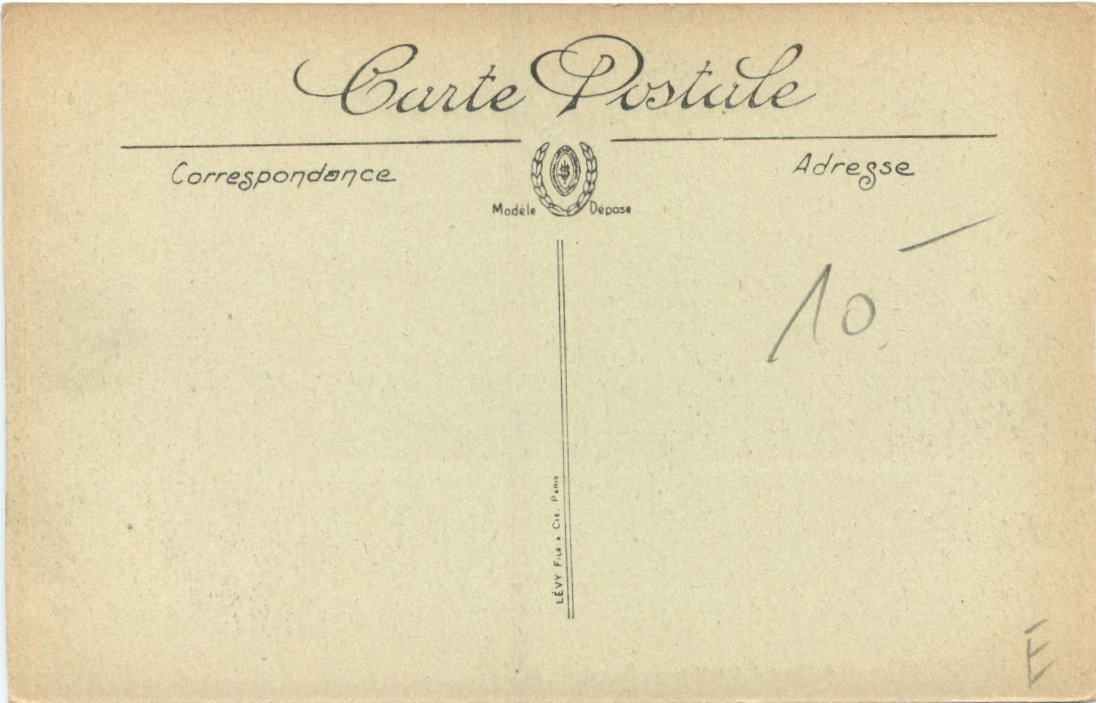 Carte Postale
Correspondance
Adresse
Modèle Déposé
10.—
LÉVY Fils & Cie, Paris
É